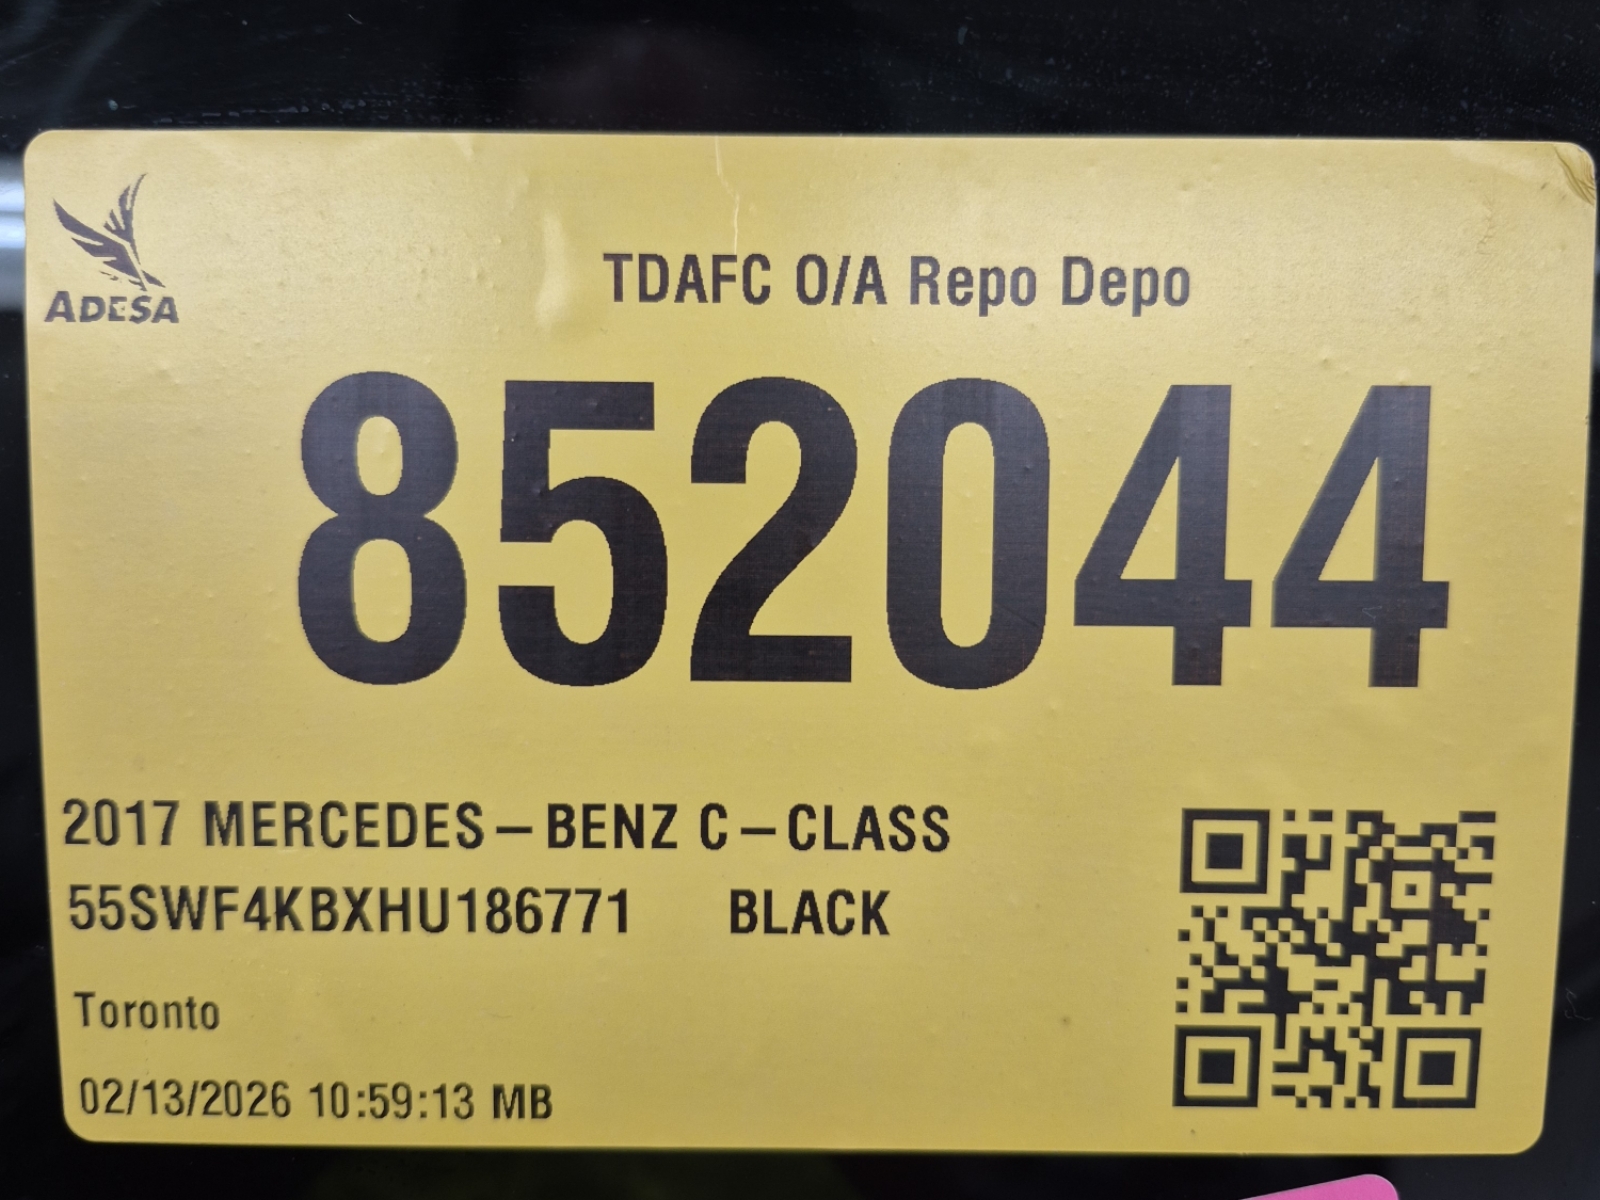 ADESA
TDAFC O/A Repo Depo
852044
2017 MERCEDES-BENZ C-CLASS
55SWF4KBXHU186771 BLACK
Toronto
02/13/2026 10:59:13 MB